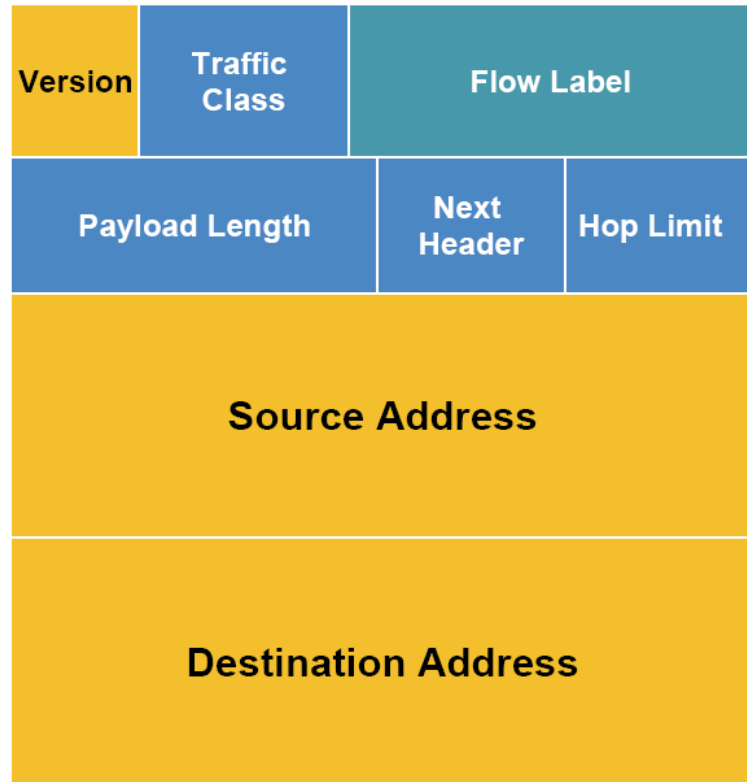 Version
Traffic
Class
Flow Label
Payload Length
Next
Header
Hop Limit
Source Address
Destination Address